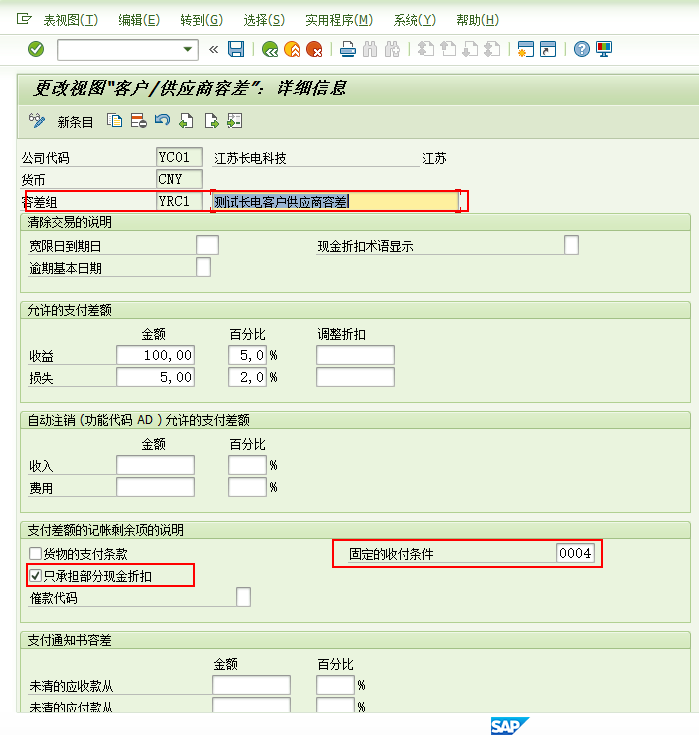 表视图(T) 编辑(E) 转到(G) 选择(S) 实用程序(M) 系统(Y) 帮助(H)
更改视图"客户/供应商容差": 详细信息
新条目
公司代码 YC01 江苏长电科技 江苏
货币 CNY
容差组 YRC1 测试长电客户供应商容差
清除交易的说明
宽限日到期日 现金折扣术语显示
逾期基本日期
允许的支付差额
金额 百分比 调整折扣
收益 100,00 5,0 %
损失 5,00 2,0 %
自动注销 (功能代码 AD ) 允许的支付差额
金额 百分比
收入 %
费用 %
支付差额的记帐剩余项的说明
货物的支付条款 固定的收付条件 0004
只承担部分现金折扣
催款代码
支付通知书容差
金额 百分比
未清的应收款从 %
未清的应付款从 %
SAP